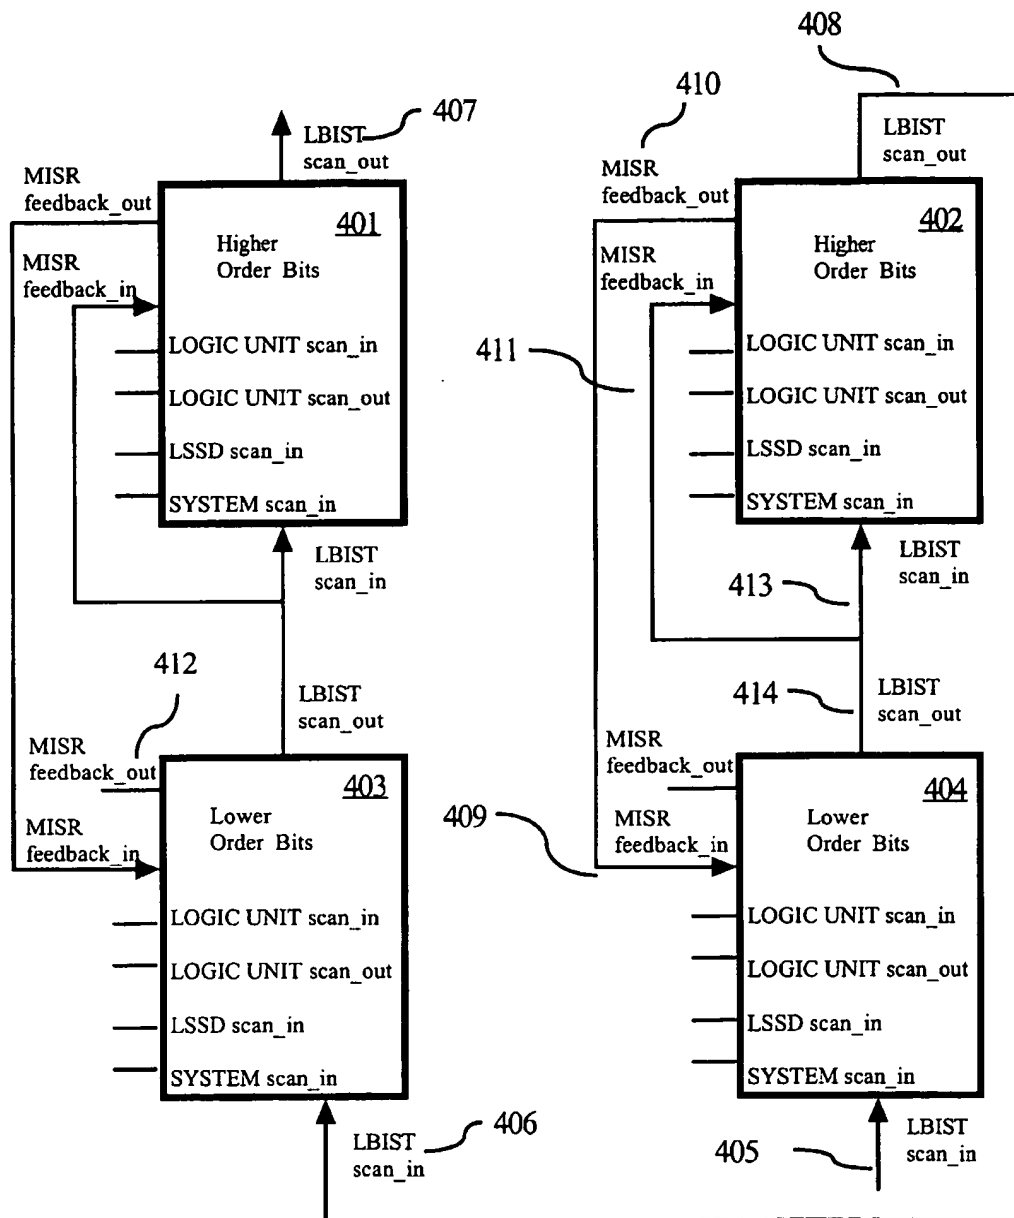 408
410
407
LBIST
scan_out
LBIST
scan_out
MISR
feedback_out
MISR
feedback_out
401
402
Higher
Order Bits
Higher
Order Bits
MISR
feedback_in
MISR
feedback_in
LOGIC UNIT scan_in
LOGIC UNIT scan_in
411
LOGIC UNIT scan_out
LOGIC UNIT scan_out
LSSD scan_in
LSSD scan_in
SYSTEM scan_in
SYSTEM scan_in
LBIST
scan_in
LBIST
scan_in
413
412
414
LBIST
scan_out
LBIST
scan_out
MISR
feedback_out
MISR
feedback_out
403
404
Lower
Order Bits
Lower
Order Bits
409
MISR
feedback_in
MISR
feedback_in
LOGIC UNIT scan_in
LOGIC UNIT scan_in
LOGIC UNIT scan_out
LOGIC UNIT scan_out
LSSD scan_in
LSSD scan_in
SYSTEM scan_in
SYSTEM scan_in
406
LBIST
scan_in
LBIST
scan_in
405